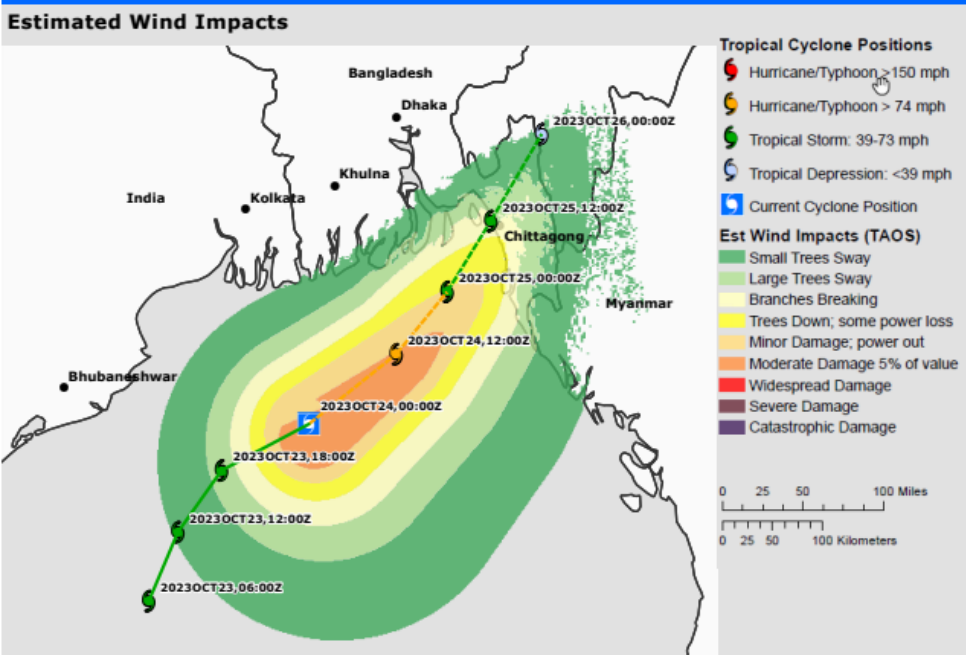 Estimated Wind Impacts
Bangladesh
Dhaka
2023OCT26,00:00Z
Khulna
India
Kolkata
2023OCT25,12:00Z
Chittagong
2023OCT25,00:00Z
Myanmar
2023OCT24,12:00Z
Bhubaneshwar
2023OCT24,00:00Z
2023OCT23,18:00Z
2023OCT23,12:00Z
2023OCT23,06:00Z
Tropical Cyclone Positions
Hurricane/Typhoon >150 mph
Hurricane/Typhoon > 74 mph
Tropical Storm: 39-73 mph
Tropical Depression: <39 mph
Current Cyclone Position
Est Wind Impacts (TAOS)
Small Trees Sway
Large Trees Sway
Branches Breaking
Trees Down; some power loss
Minor Damage; power out
Moderate Damage 5% of value
Widespread Damage
Severe Damage
Catastrophic Damage
0 25 50 100 Miles
0 25 50 100 Kilometers